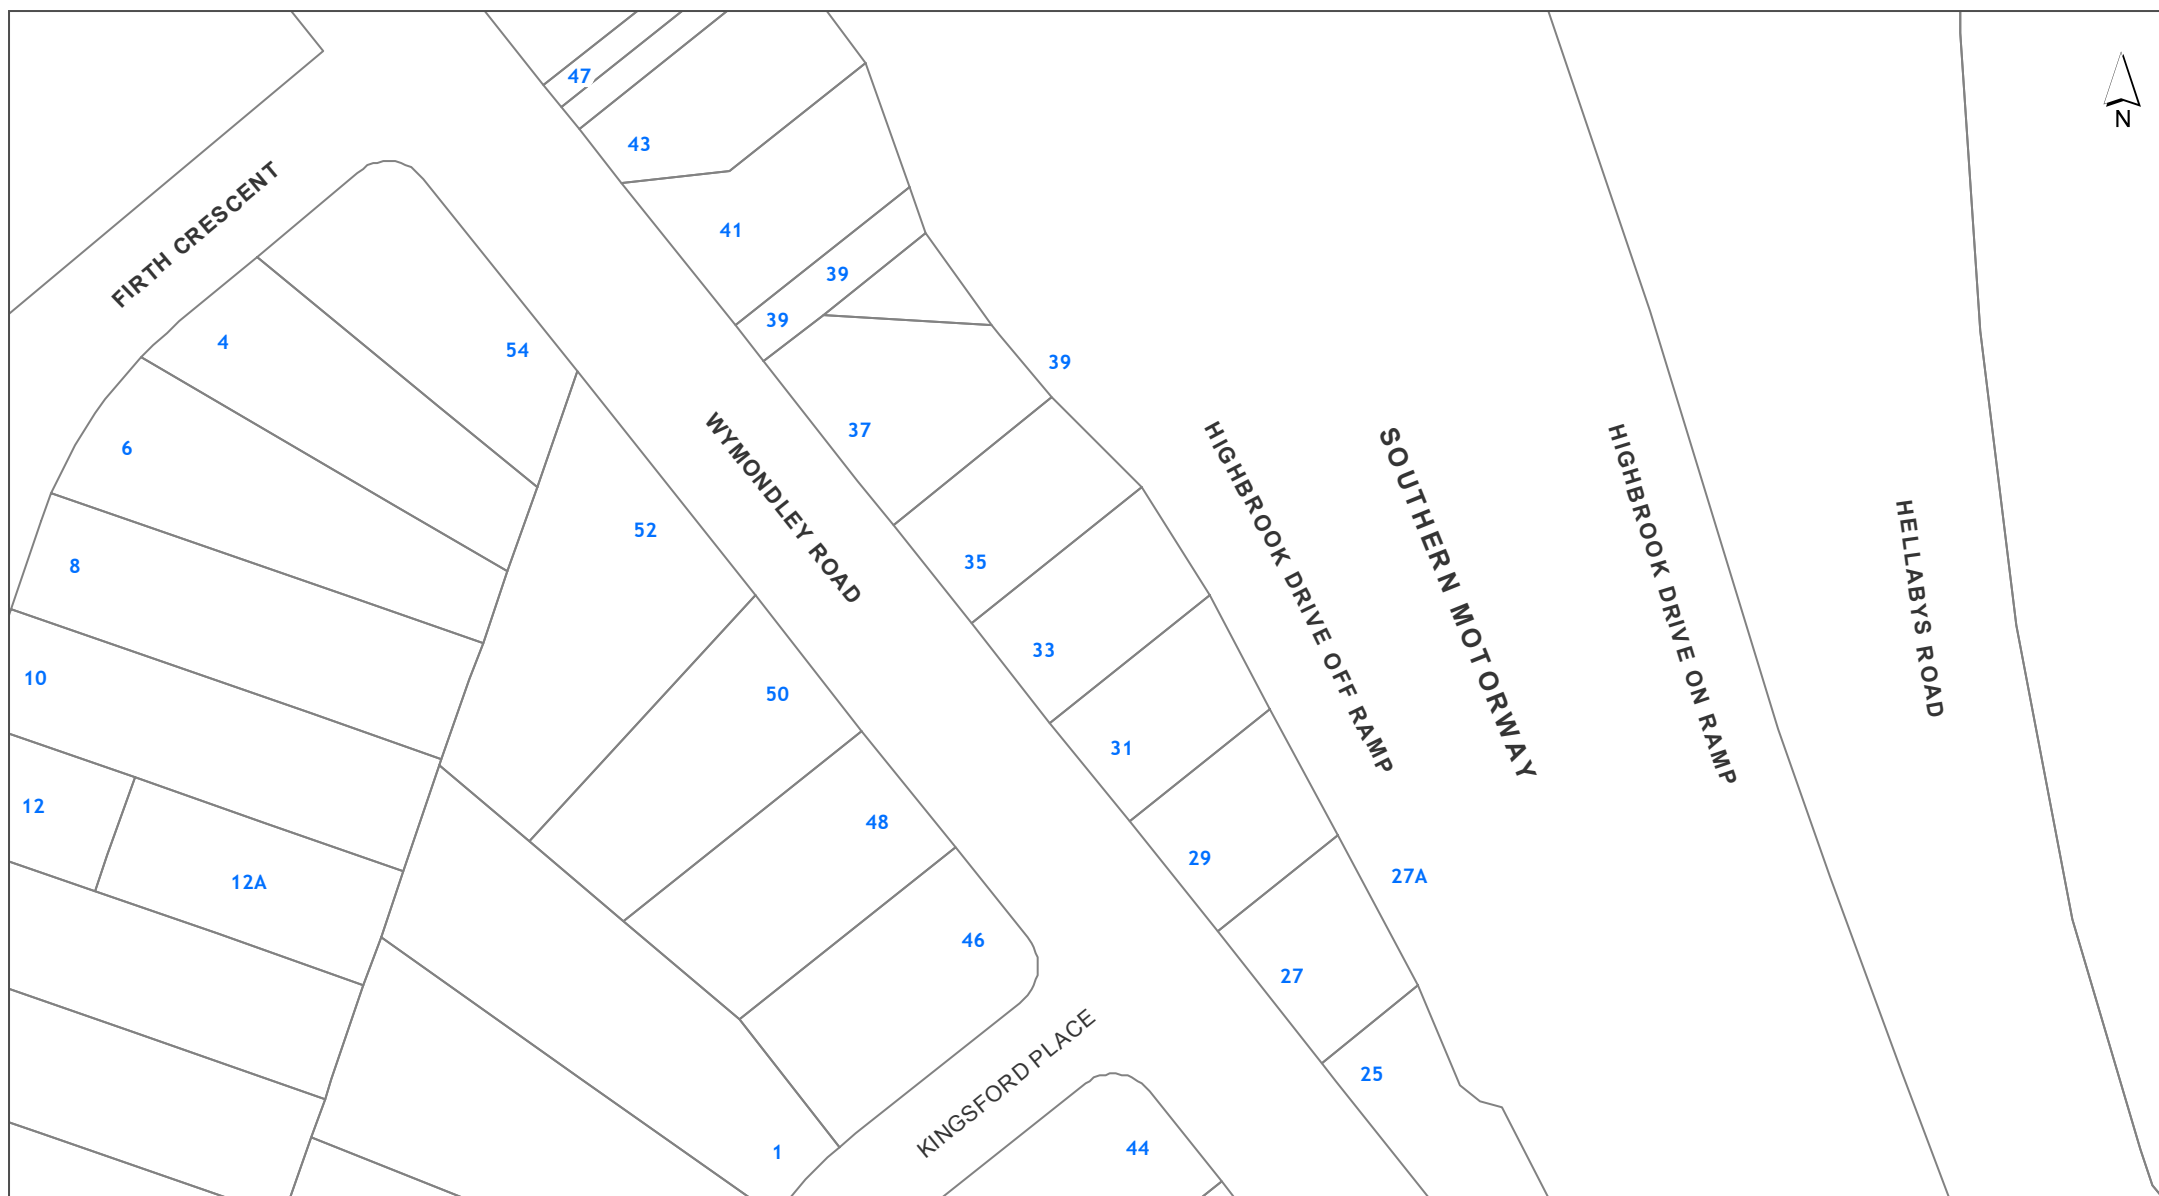 47
N
43
FIRTH CRESCENT
41
39
39
4
54
39
WYMONDLEY ROAD
37
HIGHBROOK DRIVE OFF RAMP
SOUTHERN MOTORWAY
HIGHBROOK DRIVE ON RAMP
6
HELLABYS ROAD
52
35
8
33
10
50
31
12
48
29
12A
27A
46
27
KINGSFORD PLACE
25
44
1